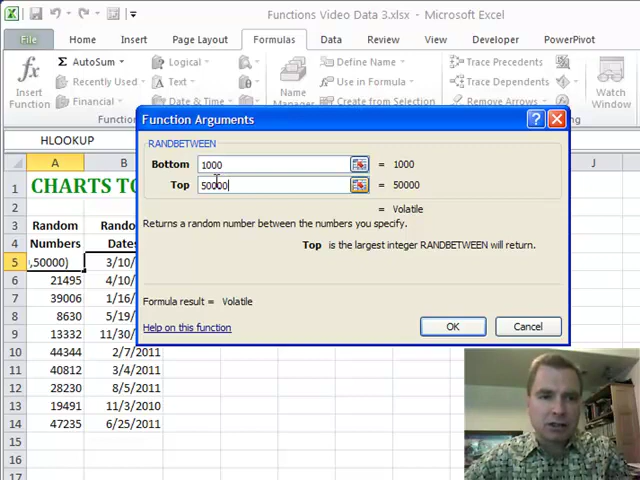 Functions Video Data 3.xlsx - Microsoft Excel
File Home Insert Page Layout Formulas Data Review View Developer PowerPivot
fx Σ AutoSum Logical Define Name Trace Precedents
Recently Used Text Use in Formula Trace Dependents
Insert Function Financial Name Manager Create from Selection Remove Arrows Watch Window
Function Arguments ?
HLOOKUP
RANDBETWEEN
Bottom 1000 = 1000
Top 50000 = 50000
= Volatile
Returns a random number between the numbers you specify.
Top is the largest integer RANDBETWEEN will return.
Formula result = Volatile
Help on this function OK Cancel
A B J
1 CHARTS TO
2
3 Random
4 Numbers Dates
5 ,50000) 3/10/
6 21495 1/10/
7 39006 1/16/
8 8630 5/19/
9 13332 11/30/
10 44344 2/7/2011
11 40812 3/4/2011
12 28230 8/5/2011
13 19491 11/3/2010
14 47235 6/25/2011
15
16
17